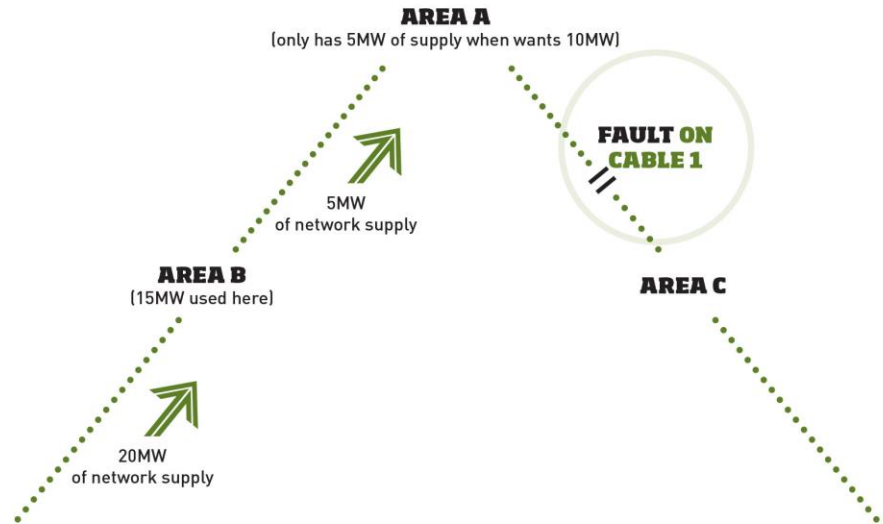 AREA A
(only has 5MW of supply when wants 10MW)
FAULT ON
CABLE 1
5MW
of network supply
AREA B
(15MW used here)
AREA C
20MW
of network supply